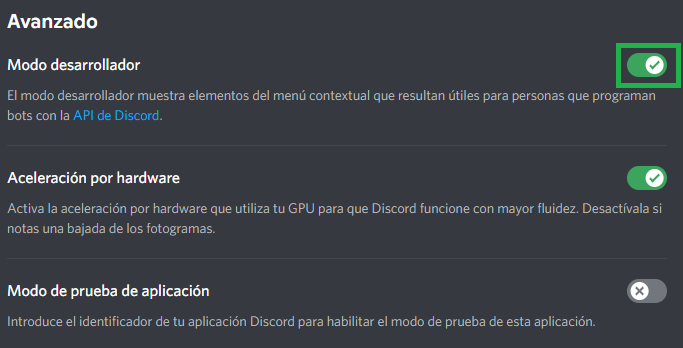 Avanzado
Modo desarrollador
El modo desarrollador muestra elementos del menú contextual que resultan útiles para personas que programan
bots con la API de Discord.
Aceleración por hardware
Activa la aceleración por hardware que utiliza tu GPU para que Discord funcione con mayor fluidez. Desactívala si
notas una bajada de los fotogramas.
Modo de prueba de aplicación
Introduce el identificador de tu aplicación Discord para habilitar el modo de prueba de esta aplicación.